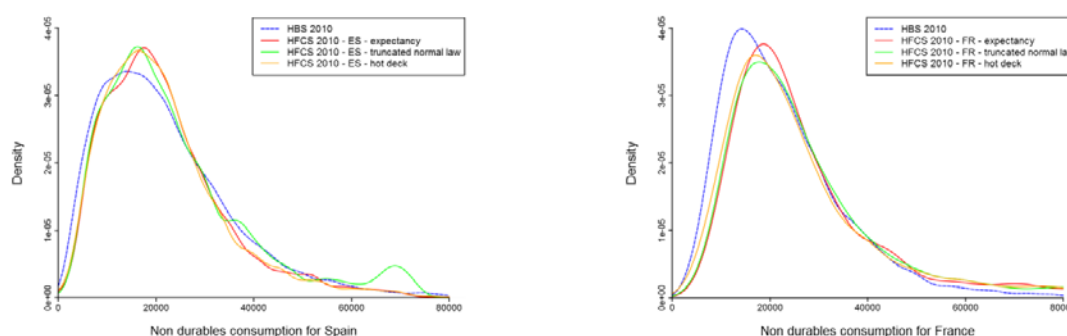 HBS 2010
HFCS 2010 - ES - expectancy
HFCS 2010 - ES - truncated normal law
HFCS 2010 - ES - hot deck
4e-05
3e-05
2e-05
1e-05
0e+00
Density
0
20000
40000
60000
80000
Non durables consumption for Spain
HBS 2010
HFCS 2010 - FR - expectancy
HFCS 2010 - FR - truncated normal law
HFCS 2010 - FR - hot deck
4e-05
3e-05
2e-05
1e-05
0e+00
Density
0
20000
40000
60000
80000
Non durables consumption for France